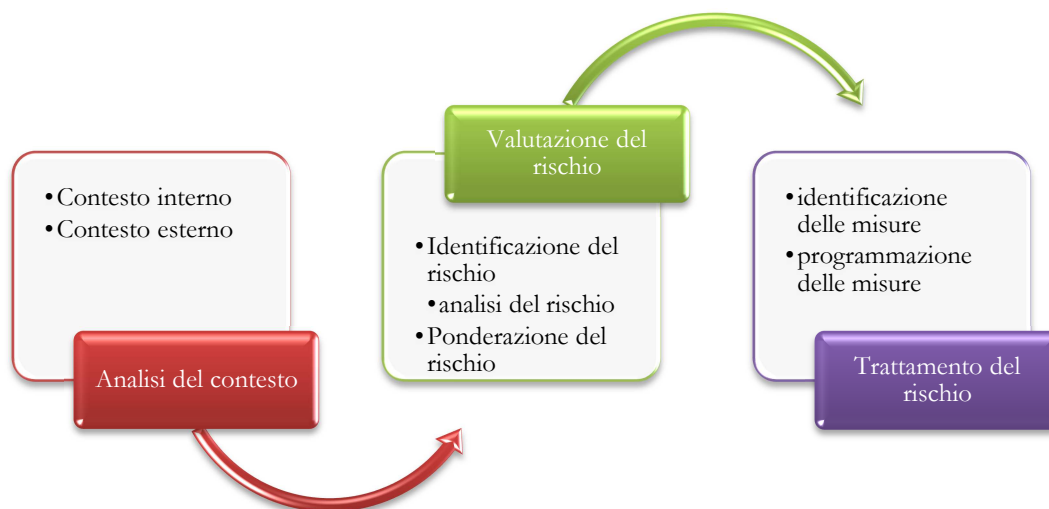 •Contesto interno
•Contesto esterno
Analisi del contesto
Valutazione del
rischio
•Identificazione del
rischio
•analisi del rischio
•Ponderazione del
rischio
•identificazione
delle misure
•programmazione
delle misure
Trattamento del
rischio